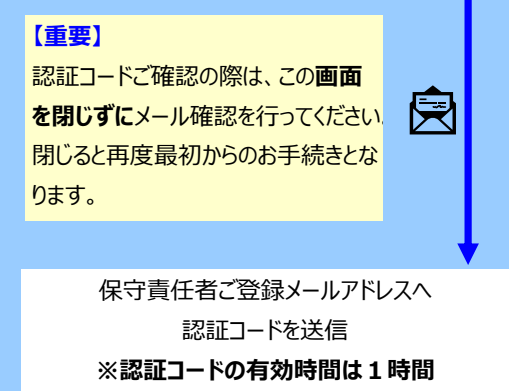 【重要】
認証コードご確認の際は、この画面
を閉じずにメール確認を行ってください。
閉じると再度最初からのお手続きとな
ります。
保守責任者ご登録メールアドレスへ
認証コードを送信
※認証コードの有効時間は１時間